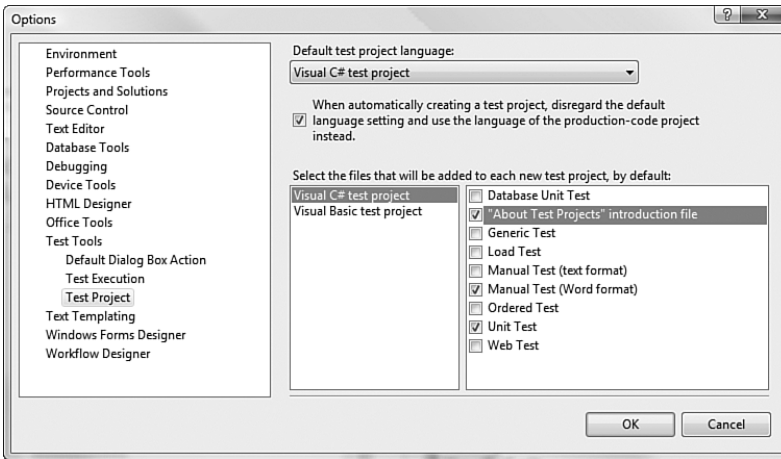 Options
Environment
Performance Tools
Projects and Solutions
Source Control
Text Editor
Database Tools
Debugging
Device Tools
HTML Designer
Office Tools
Test Tools
Default Dialog Box Action
Test Execution
Test Project
Text Templating
Windows Forms Designer
Workflow Designer
Default test project language:
Visual C# test project
When automatically creating a test project, disregard the default
language setting and use the language of the production-code project
instead.
Select the files that will be added to each new test project, by default:
Visual C# test project
Visual Basic test project
Database Unit Test
"About Test Projects" introduction file
Generic Test
Load Test
Manual Test (text format)
Manual Test (Word format)
Ordered Test
Unit Test
Web Test
OK
Cancel